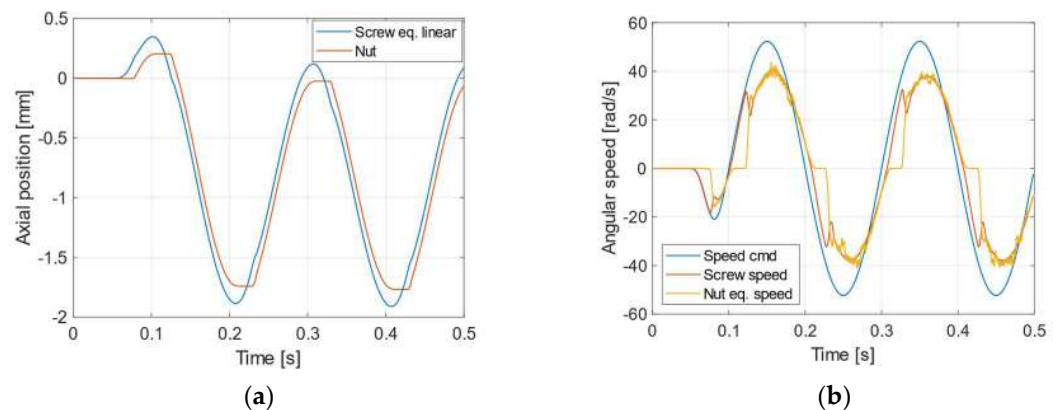 0.5
0
-0.5
-1
-1.5
-2
0
0.1
0.2
0.3
0.4
0.5
Axial position [mm]
Time [s]
Screw eq. linear
Nut
(a)
60
40
20
0
-20
-40
-60
0
0.1
0.2
0.3
0.4
0.5
Angular speed [rad/s]
Time [s]
Speed cmd
Screw speed
Nut eq. speed
(b)